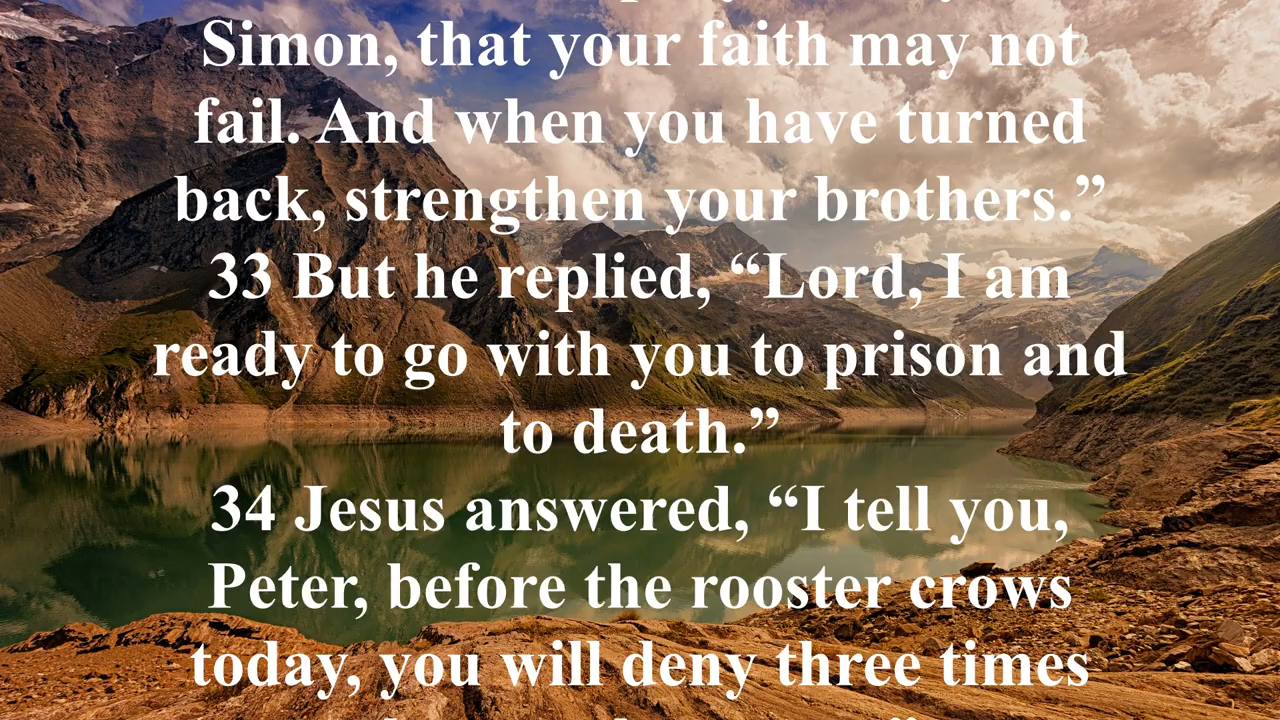 Simon, that your faith may not
fail. And when you have turned
back, strengthen your brothers.”
33 But he replied, “Lord, I am
ready to go with you to prison and
to death.”
34 Jesus answered, “I tell you,
Peter, before the rooster crows
today, you will deny three times